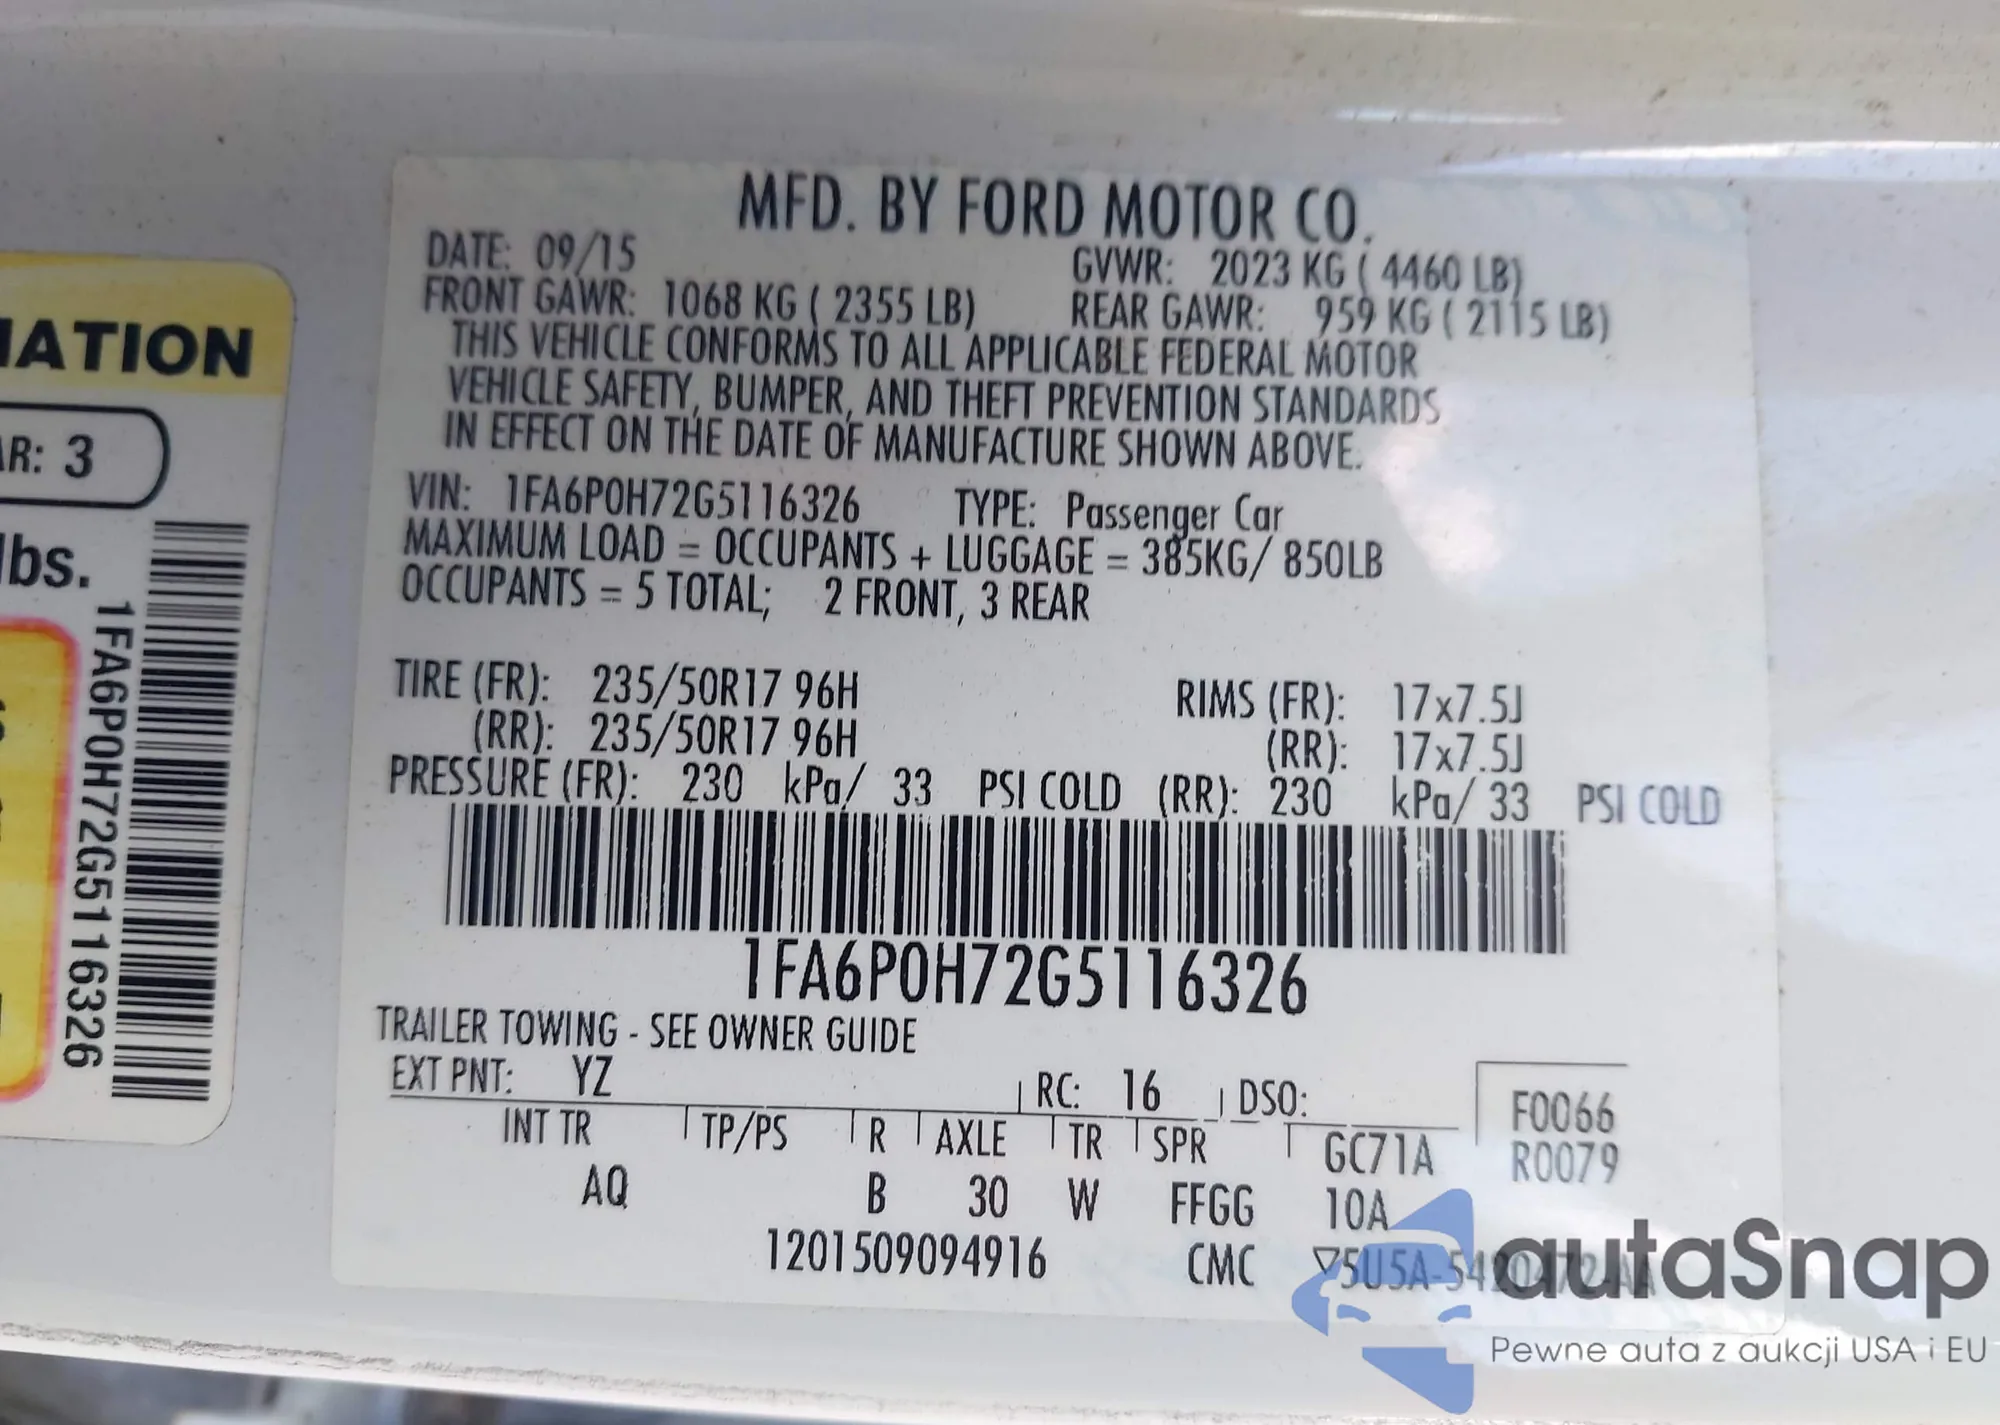 MFD. BY FORD MOTOR CO.
DATE: 09/15 GVWR: 2023 KG ( 4460 LB)
FRONT GAWR: 1068 KG ( 2355 LB) REAR GAWR: 959 KG ( 2115 LB)
THIS VEHICLE CONFORMS TO ALL APPLICABLE FEDERAL MOTOR
VEHICLE SAFETY, BUMPER, AND THEFT PREVENTION STANDARDS
IN EFFECT ON THE DATE OF MANUFACTURE SHOWN ABOVE.
VIN: 1FA6P0H72G5116326 TYPE: Passenger Car
MAXIMUM LOAD = OCCUPANTS + LUGGAGE = 385KG/ 850LB
OCCUPANTS = 5 TOTAL; 2 FRONT, 3 REAR
TIRE (FR): 235/50R17 96H RIMS (FR): 17x7.5J
(RR): 235/50R17 96H (RR): 17x7.5J
PRESSURE (FR): 230 kPa/ 33 PSI COLD (RR): 230 kPa/ 33 PSI COLD
1FA6P0H72G5116326
TRAILER TOWING - SEE OWNER GUIDE
EXT PNT: YZ RC: 16 DSO: F0066
INT TR TP/PS R AXLE TR SPR GC71A R0079
AQ B 30 W FFGG 10A
1201509094916 CMC ▽5U5A-5420472-AA
IATION
AR: 3
lbs.
1FA6P0H72G5116326
autaSnap
Pewne auta z aukcji USA i EU